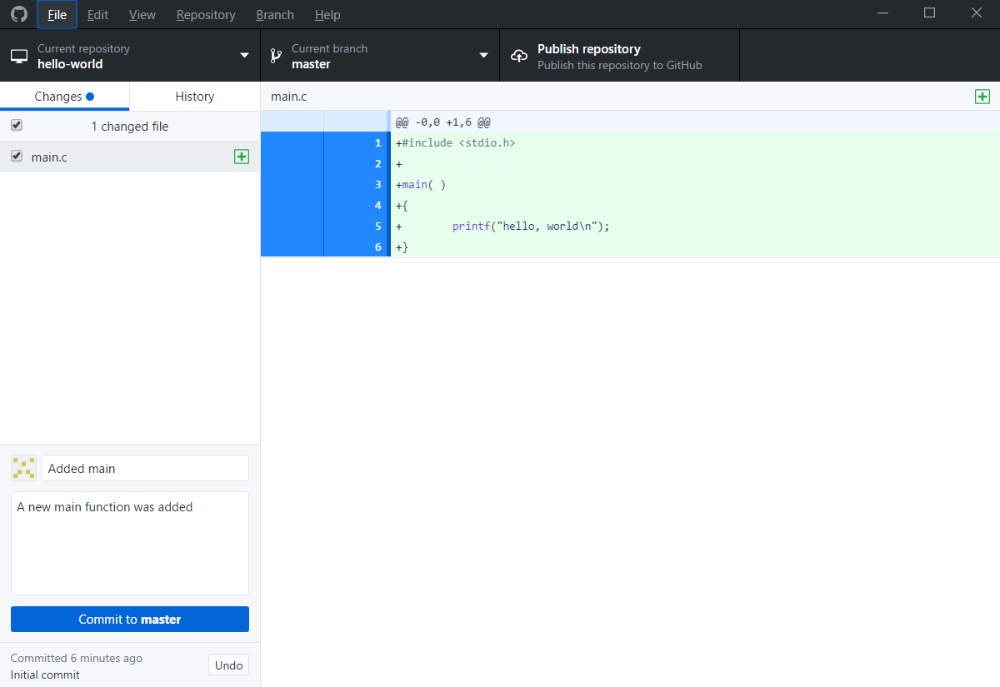 File Edit View Repository Branch Help
Current repository
hello-world
Current branch
master
Publish repository
Publish this repository to GitHub
Changes History
1 changed file
main.c
main.c
@@ -0,0 +1,6 @@
1 +#include <stdio.h>
2 +
3 +main( )
4 +{
5 +        printf("hello, world\n");
6 +}
Added main
A new main function was added
Commit to master
Committed 6 minutes ago
Initial commit
Undo